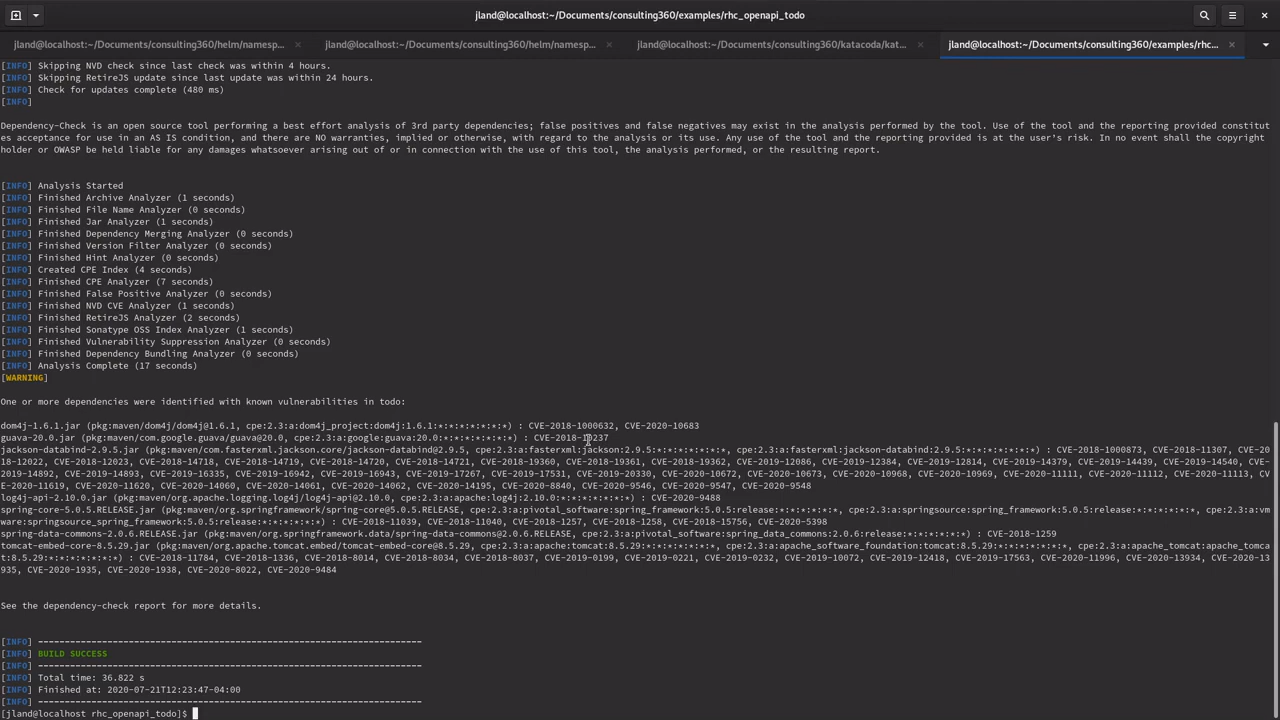 jland@localhost:~/Documents/consulting360/examples/rhc_openapi_todo
jland@localhost:~/Documents/consulting360/helm/namesp... × jland@localhost:~/Documents/consulting360/helm/namesp... × jland@localhost:~/Documents/consulting360/katacoda/kat... × jland@localhost:~/Documents/consulting360/examples/rhc... ×
[INFO] Skipping NVD check since last check was within 4 hours.
[INFO] Skipping RetireJS update since last update was within 24 hours.
[INFO] Check for updates complete (480 ms)
[INFO]
Dependency-Check is an open source tool performing a best effort analysis of 3rd party dependencies; false positives and false negatives may exist in the analysis performed by the tool. Use of the tool and the reporting provided constitut
es acceptance for use in an AS IS condition, and there are NO warranties, implied or otherwise, with regard to the analysis or its use. Any use of the tool and the reporting provided is at the user's risk. In no event shall the copyright
holder or OWASP be held liable for any damages whatsoever arising out of or in connection with the use of this tool, the analysis performed, or the resulting report.
[INFO] Analysis Started
[INFO] Finished Archive Analyzer (1 seconds)
[INFO] Finished File Name Analyzer (0 seconds)
[INFO] Finished Jar Analyzer (1 seconds)
[INFO] Finished Dependency Merging Analyzer (0 seconds)
[INFO] Finished Version Filter Analyzer (0 seconds)
[INFO] Finished Hint Analyzer (0 seconds)
[INFO] Created CPE Index (4 seconds)
[INFO] Finished CPE Analyzer (7 seconds)
[INFO] Finished False Positive Analyzer (0 seconds)
[INFO] Finished NVD CVE Analyzer (1 seconds)
[INFO] Finished RetireJS Analyzer (2 seconds)
[INFO] Finished Sonatype OSS Index Analyzer (1 seconds)
[INFO] Finished Vulnerability Suppression Analyzer (0 seconds)
[INFO] Finished Dependency Bundling Analyzer (0 seconds)
[INFO] Analysis Complete (17 seconds)
[WARNING]
One or more dependencies were identified with known vulnerabilities in todo:
dom4j-1.6.1.jar (pkg:maven/dom4j/dom4j@1.6.1, cpe:2.3:a:dom4j_project:dom4j:1.6.1:*:*:*:*:*:*:*) : CVE-2018-1000632, CVE-2020-10683
guava-20.0.jar (pkg:maven/com.google.guava/guava@20.0, cpe:2.3:a:google:guava:20.0:*:*:*:*:*:*:*) : CVE-2018-10237
jackson-databind-2.9.5.jar (pkg:maven/com.fasterxml.jackson.core/jackson-databind@2.9.5, cpe:2.3:a:fasterxml:jackson:2.9.5:*:*:*:*:*:*:*, cpe:2.3:a:fasterxml:jackson-databind:2.9.5:*:*:*:*:*:*:*) : CVE-2018-1000873, CVE-2018-11307, CVE-20
18-12022, CVE-2018-12023, CVE-2018-14718, CVE-2018-14719, CVE-2018-14720, CVE-2018-14721, CVE-2018-19360, CVE-2018-19361, CVE-2018-19362, CVE-2019-12086, CVE-2019-12384, CVE-2019-12814, CVE-2019-14379, CVE-2019-14439, CVE-2019-14540, CVE
-2019-14892, CVE-2019-14893, CVE-2019-16335, CVE-2019-16942, CVE-2019-16943, CVE-2019-17267, CVE-2019-17531, CVE-2019-20330, CVE-2020-10672, CVE-2020-10673, CVE-2020-10968, CVE-2020-10969, CVE-2020-11111, CVE-2020-11112, CVE-2020-11113, C
VE-2020-11619, CVE-2020-11620, CVE-2020-14060, CVE-2020-14061, CVE-2020-14062, CVE-2020-14195, CVE-2020-8840, CVE-2020-9546, CVE-2020-9547, CVE-2020-9548
log4j-api-2.10.0.jar (pkg:maven/org.apache.logging.log4j/log4j-api@2.10.0, cpe:2.3:a:apache:log4j:2.10.0:*:*:*:*:*:*:*) : CVE-2020-9488
spring-core-5.0.5.RELEASE.jar (pkg:maven/org.springframework/spring-core@5.0.5.RELEASE, cpe:2.3:a:pivotal_software:spring_framework:5.0.5:release:*:*:*:*:*:*, cpe:2.3:a:springsource:spring_framework:5.0.5:release:*:*:*:*:*:*, cpe:2.3:a:vm
ware:springsource_spring_framework:5.0.5:release:*:*:*:*:*:*) : CVE-2018-11039, CVE-2018-11040, CVE-2018-1257, CVE-2018-1258, CVE-2018-15756, CVE-2020-5398
spring-data-commons-2.0.6.RELEASE.jar (pkg:maven/org.springframework.data/spring-data-commons@2.0.6.RELEASE, cpe:2.3:a:pivotal_software:spring_data_commons:2.0.6:release:*:*:*:*:*:*) : CVE-2018-1259
tomcat-embed-core-8.5.29.jar (pkg:maven/org.apache.tomcat.embed/tomcat-embed-core@8.5.29, cpe:2.3:a:apache:tomcat:8.5.29:*:*:*:*:*:*:*, cpe:2.3:a:apache_software_foundation:tomcat:8.5.29:*:*:*:*:*:*:*, cpe:2.3:a:apache_tomcat:apache_tomca
t:8.5.29:*:*:*:*:*:*:*) : CVE-2018-11784, CVE-2018-1336, CVE-2018-8014, CVE-2018-8034, CVE-2018-8037, CVE-2019-0199, CVE-2019-0221, CVE-2019-0232, CVE-2019-10072, CVE-2019-12418, CVE-2019-17563, CVE-2020-11996, CVE-2020-13934, CVE-2020-13
935, CVE-2020-1935, CVE-2020-1938, CVE-2020-8022, CVE-2020-9484
See the dependency-check report for more details.
[INFO] ------------------------------------------------------------------------
[INFO] BUILD SUCCESS
[INFO] ------------------------------------------------------------------------
[INFO] Total time: 36.822 s
[INFO] Finished at: 2020-07-21T12:23:47-04:00
[INFO] ------------------------------------------------------------------------
[jland@localhost rhc_openapi_todo]$